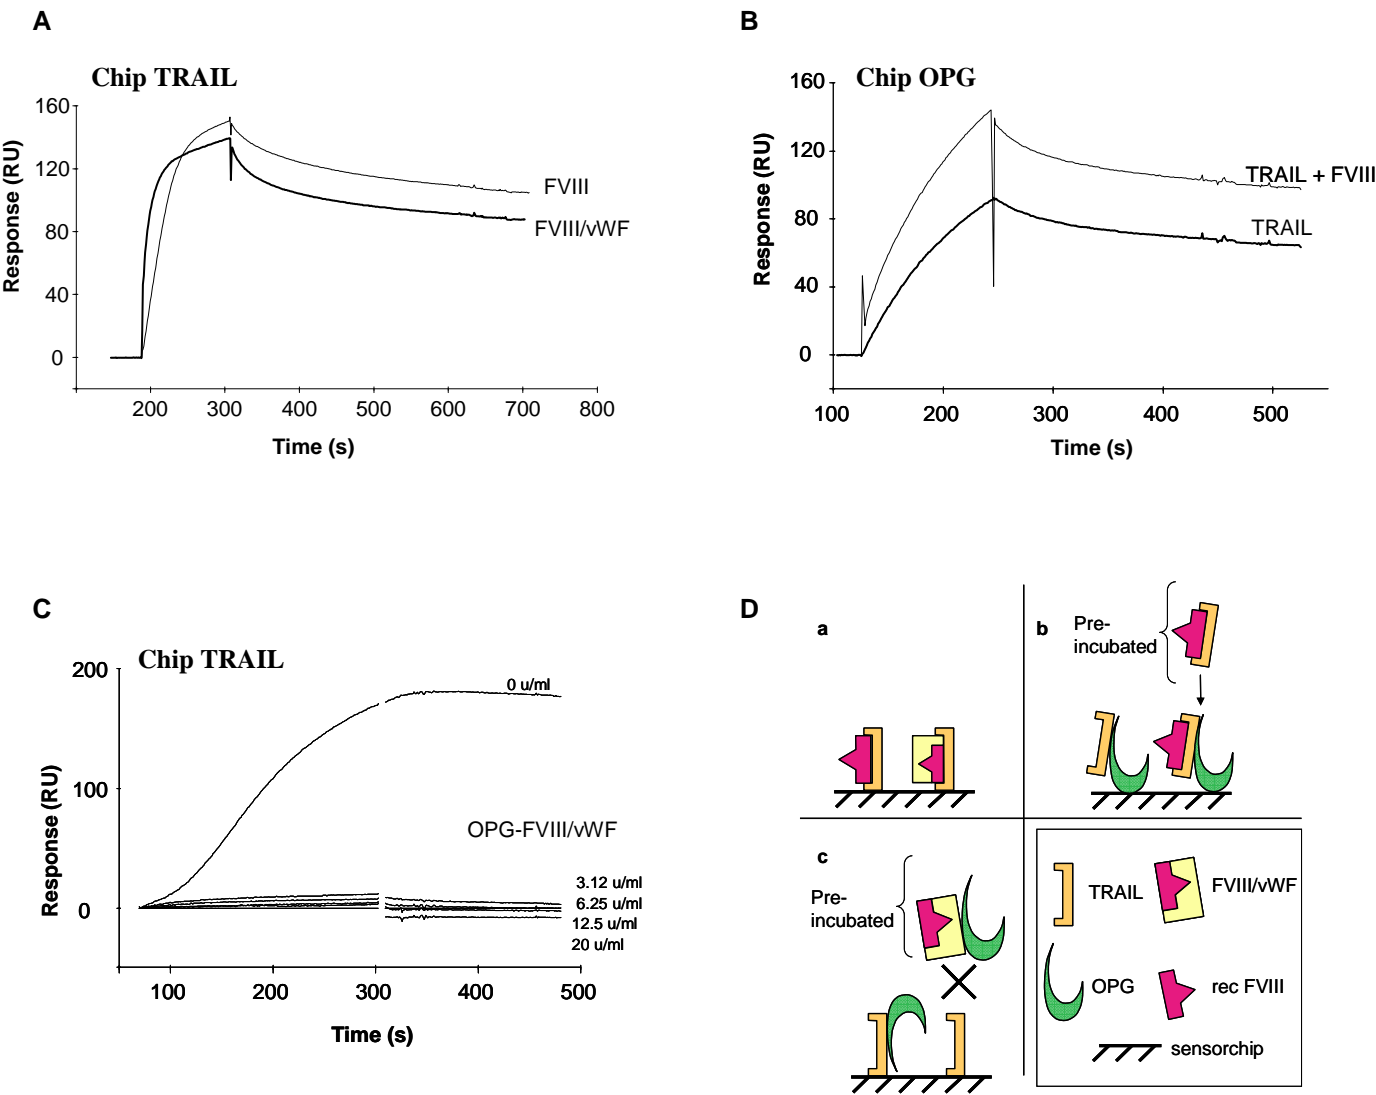 A
Chip TRAIL
160
120
80
40
0
Response (RU)
200 300 400 500 600 700 800
Time (s)
FVIII
FVIII/vWF
B
Chip OPG
160
120
80
40
0
Response (RU)
100 200 300 400 500
Time (s)
TRAIL + FVIII
TRAIL
C
Chip TRAIL
200
100
0
Response (RU)
100 200 300 400 500
Time (s)
0 u/ml
OPG-FVIII/vWF
3.12 u/ml
6.25 u/ml
12.5 u/ml
20 u/ml
D
a
b
Pre-
incubated
c
Pre-
incubated
TRAIL
FVIII/vWF
OPG
rec FVIII
sensorchip